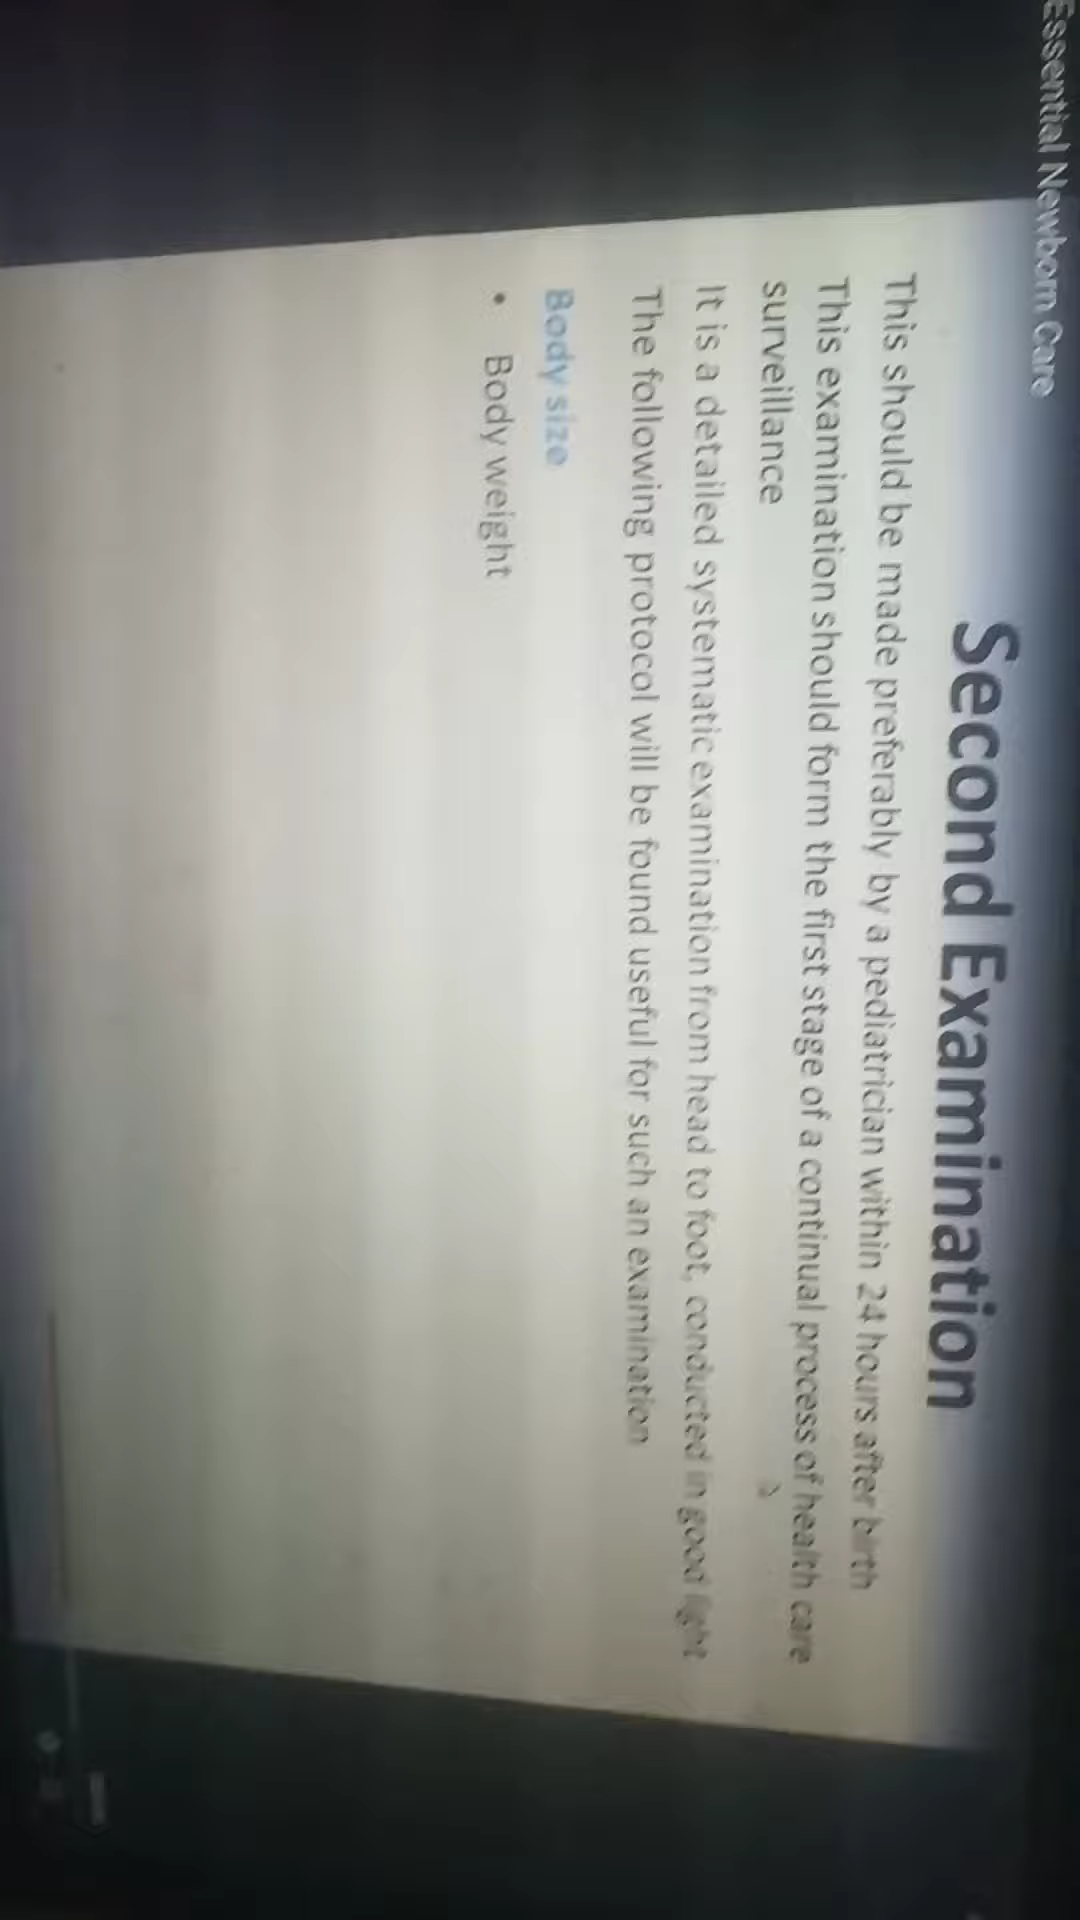 Essential Newborn Care
Second Examination
This should be made preferably by a pediatrician within 24 hours after birth
This examination should form the first stage of a continual process of health care
surveillance
It is a detailed systematic examination from head to foot, conducted in good light
The following protocol will be found useful for such an examination
Body size
• Body weight